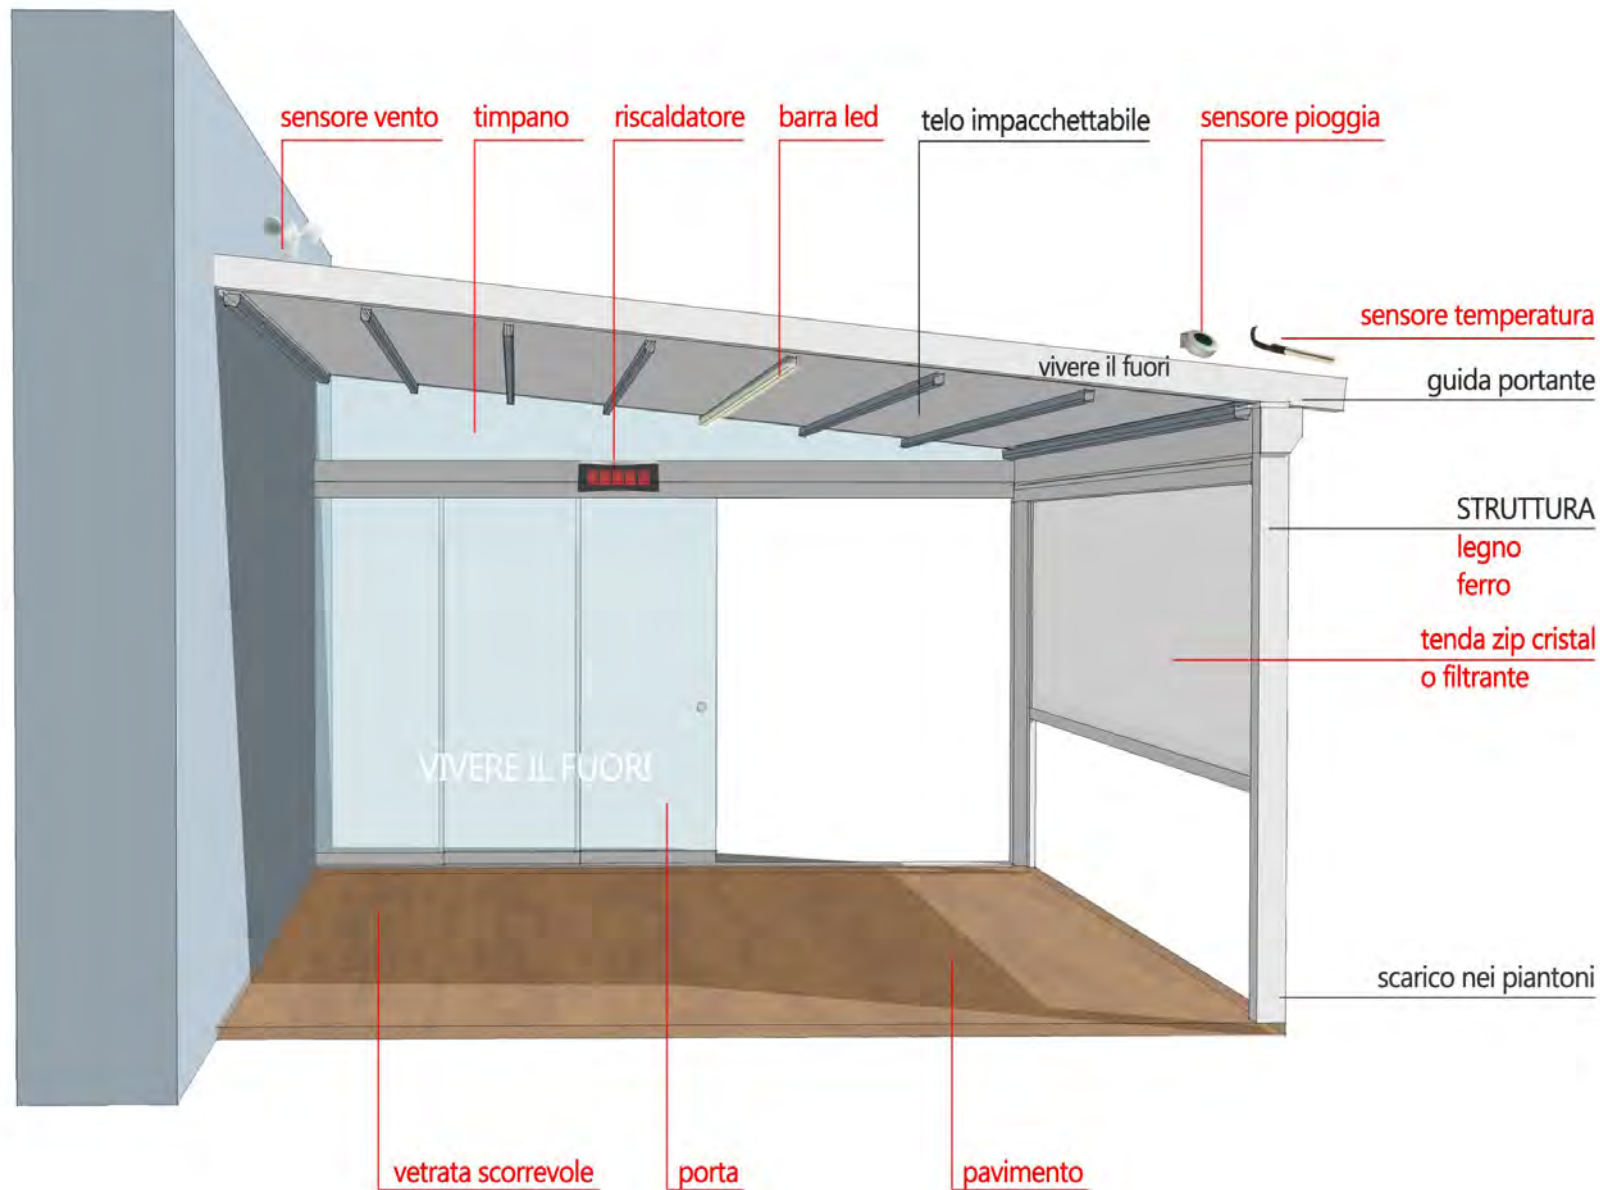 sensore vento
timpano
riscaldatore
barra led
telo impacchettabile
sensore pioggia
sensore temperatura
vivere il fuori
guida portante
STRUTTURA
legno
ferro
tenda zip cristal
o filtrante
VIVERE IL FUORI
scarico nei piantoni
vetrata scorrevole
porta
pavimento